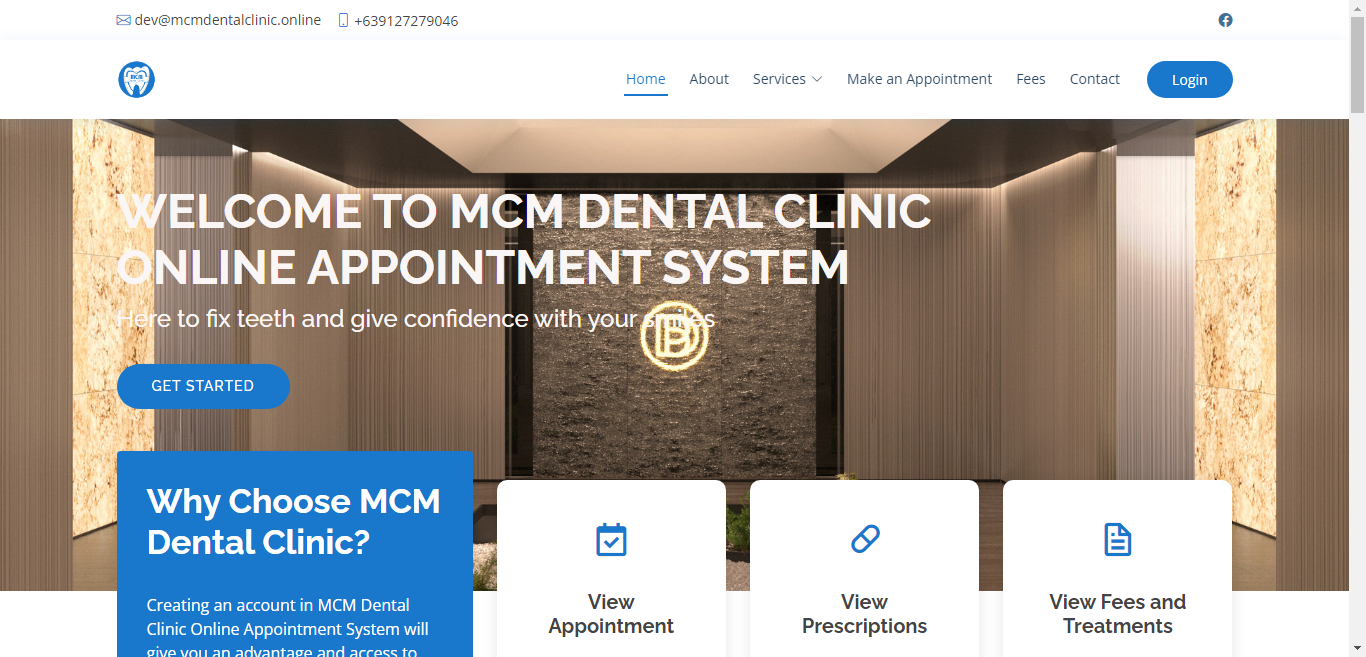 dev@mcmdentalclinic.online +639127279046
MCM
Home About Services Make an Appointment Fees Contact Login
WELCOME TO MCM DENTAL CLINIC
ONLINE APPOINTMENT SYSTEM
Here to fix teeth and give confidence with your smiles
GET STARTED
Why Choose MCM
Dental Clinic?
Creating an account in MCM Dental
Clinic Online Appointment System will
give you an advantage and access to
View
Appointment
View
Prescriptions
View Fees and
Treatments